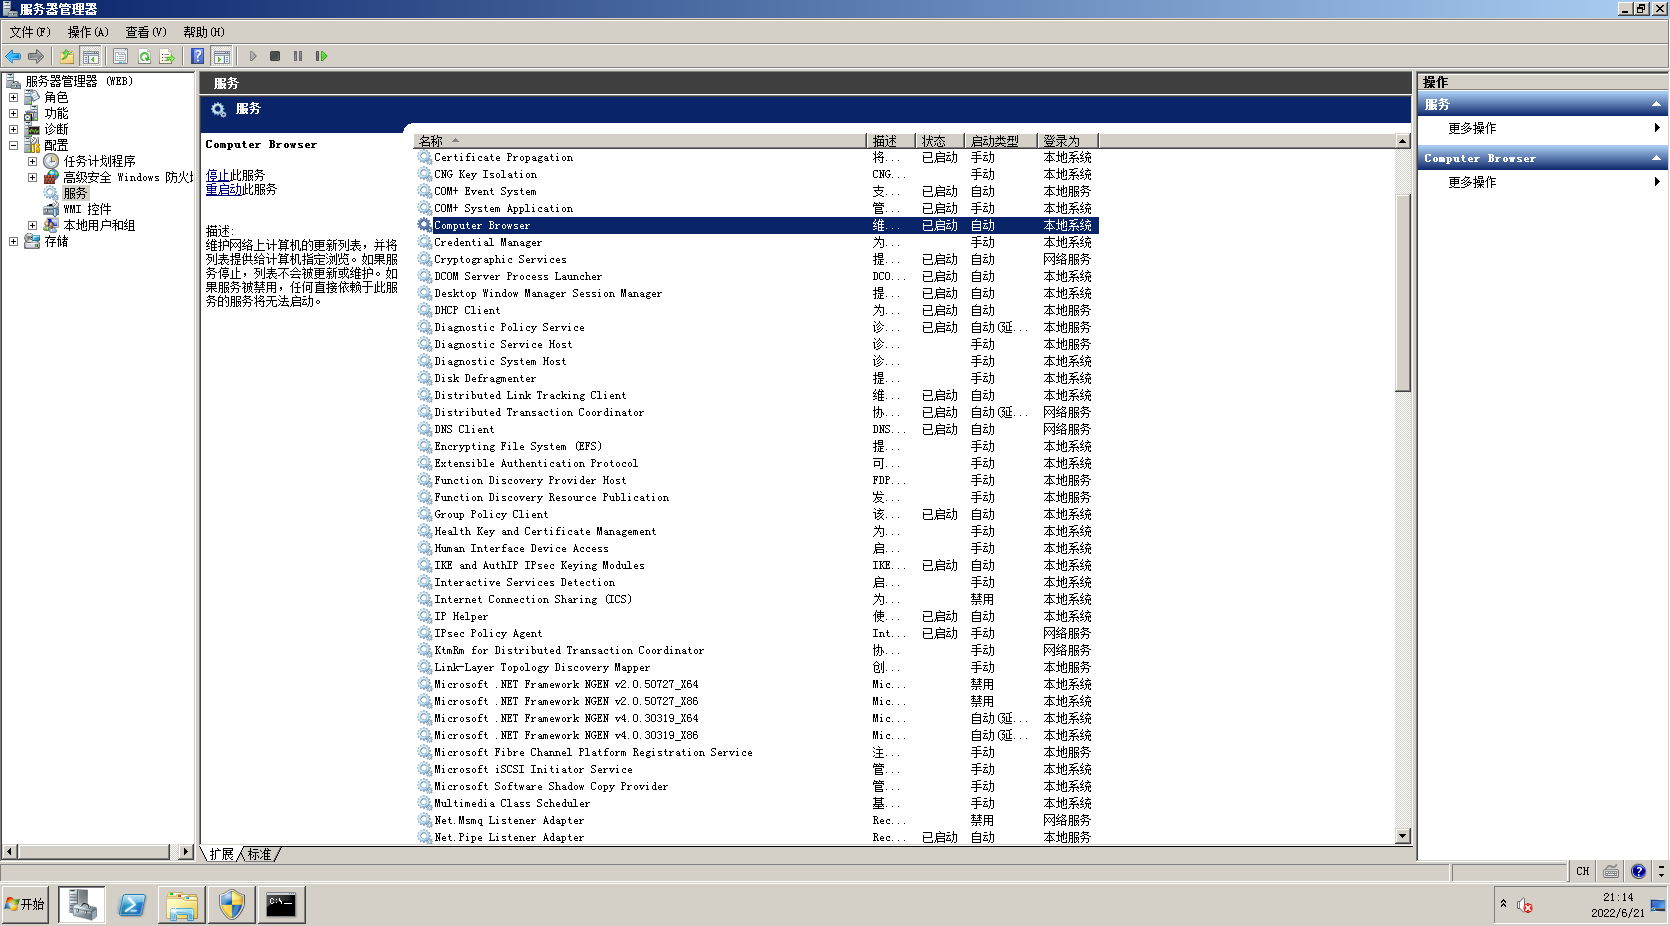 服务器管理器
文件(F) 操作(A) 查看(V) 帮助(H)
服务器管理器 (WEB)
角色
功能
诊断
配置
任务计划程序
高级安全 Windows 防火
服务
WMI 控件
本地用户和组
存储
服务
服务
Computer Browser
停止此服务
重启动此服务
描述:
维护网络上计算机的更新列表，并将
列表提供给计算机指定浏览。如果服
务停止，列表不会被更新或维护。如
果服务被禁用，任何直接依赖于此服
务的服务将无法启动。
名称 描述 状态 启动类型 登录为
Certificate Propagation 将... 已启动 手动 本地系统
CNG Key Isolation CNG... 手动 本地系统
COM+ Event System 支... 已启动 自动 本地服务
COM+ System Application 管... 已启动 手动 本地系统
Computer Browser 维... 已启动 自动 本地系统
Credential Manager 为... 手动 本地系统
Cryptographic Services 提... 已启动 自动 网络服务
DCOM Server Process Launcher DCO... 已启动 自动 本地系统
Desktop Window Manager Session Manager 提... 已启动 自动 本地系统
DHCP Client 为... 已启动 自动 本地服务
Diagnostic Policy Service 诊... 已启动 自动(延... 本地服务
Diagnostic Service Host 诊... 手动 本地服务
Diagnostic System Host 诊... 手动 本地系统
Disk Defragmenter 提... 手动 本地系统
Distributed Link Tracking Client 维... 已启动 自动 本地系统
Distributed Transaction Coordinator 协... 已启动 自动(延... 网络服务
DNS Client DNS... 已启动 自动 网络服务
Encrypting File System (EFS) 提... 手动 本地系统
Extensible Authentication Protocol 可... 手动 本地系统
Function Discovery Provider Host FDP... 手动 本地服务
Function Discovery Resource Publication 发... 手动 本地服务
Group Policy Client 该... 已启动 自动 本地系统
Health Key and Certificate Management 为... 手动 本地系统
Human Interface Device Access 启... 手动 本地系统
IKE and AuthIP IPsec Keying Modules IKE... 已启动 自动 本地系统
Interactive Services Detection 启... 手动 本地系统
Internet Connection Sharing (ICS) 为... 禁用 本地系统
IP Helper 使... 已启动 自动 本地系统
IPsec Policy Agent Int... 已启动 手动 网络服务
KtmRm for Distributed Transaction Coordinator 协... 手动 网络服务
Link-Layer Topology Discovery Mapper 创... 手动 本地服务
Microsoft .NET Framework NGEN v2.0.50727_X64 Mic... 禁用 本地系统
Microsoft .NET Framework NGEN v2.0.50727_X86 Mic... 禁用 本地系统
Microsoft .NET Framework NGEN v4.0.30319_X64 Mic... 自动(延... 本地系统
Microsoft .NET Framework NGEN v4.0.30319_X86 Mic... 自动(延... 本地系统
Microsoft Fibre Channel Platform Registration Service 注... 手动 本地服务
Microsoft iSCSI Initiator Service 管... 手动 本地系统
Microsoft Software Shadow Copy Provider 管... 手动 本地系统
Multimedia Class Scheduler 基... 手动 本地系统
Net.Msmq Listener Adapter Rec... 禁用 网络服务
Net.Pipe Listener Adapter Rec... 已启动 自动 本地服务
扩展 标准
操作
服务
更多操作
Computer Browser
更多操作
CH
开始
C:\
21:14
2022/6/21